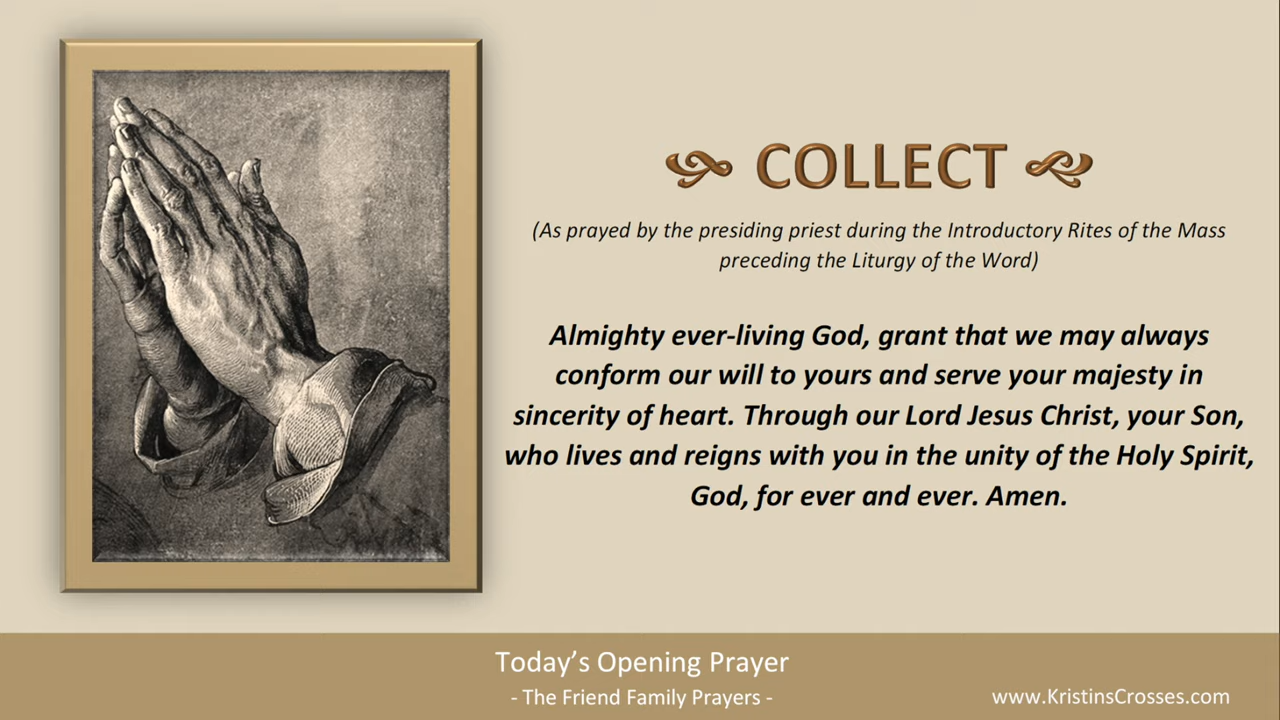 COLLECT
(As prayed by the presiding priest during the Introductory Rites of the Mass
preceding the Liturgy of the Word)
Almighty ever-living God, grant that we may always
conform our will to yours and serve your majesty in
sincerity of heart. Through our Lord Jesus Christ, your Son,
who lives and reigns with you in the unity of the Holy Spirit,
God, for ever and ever. Amen.
Today's Opening Prayer
- The Friend Family Prayers -
www.KristinsCrosses.com